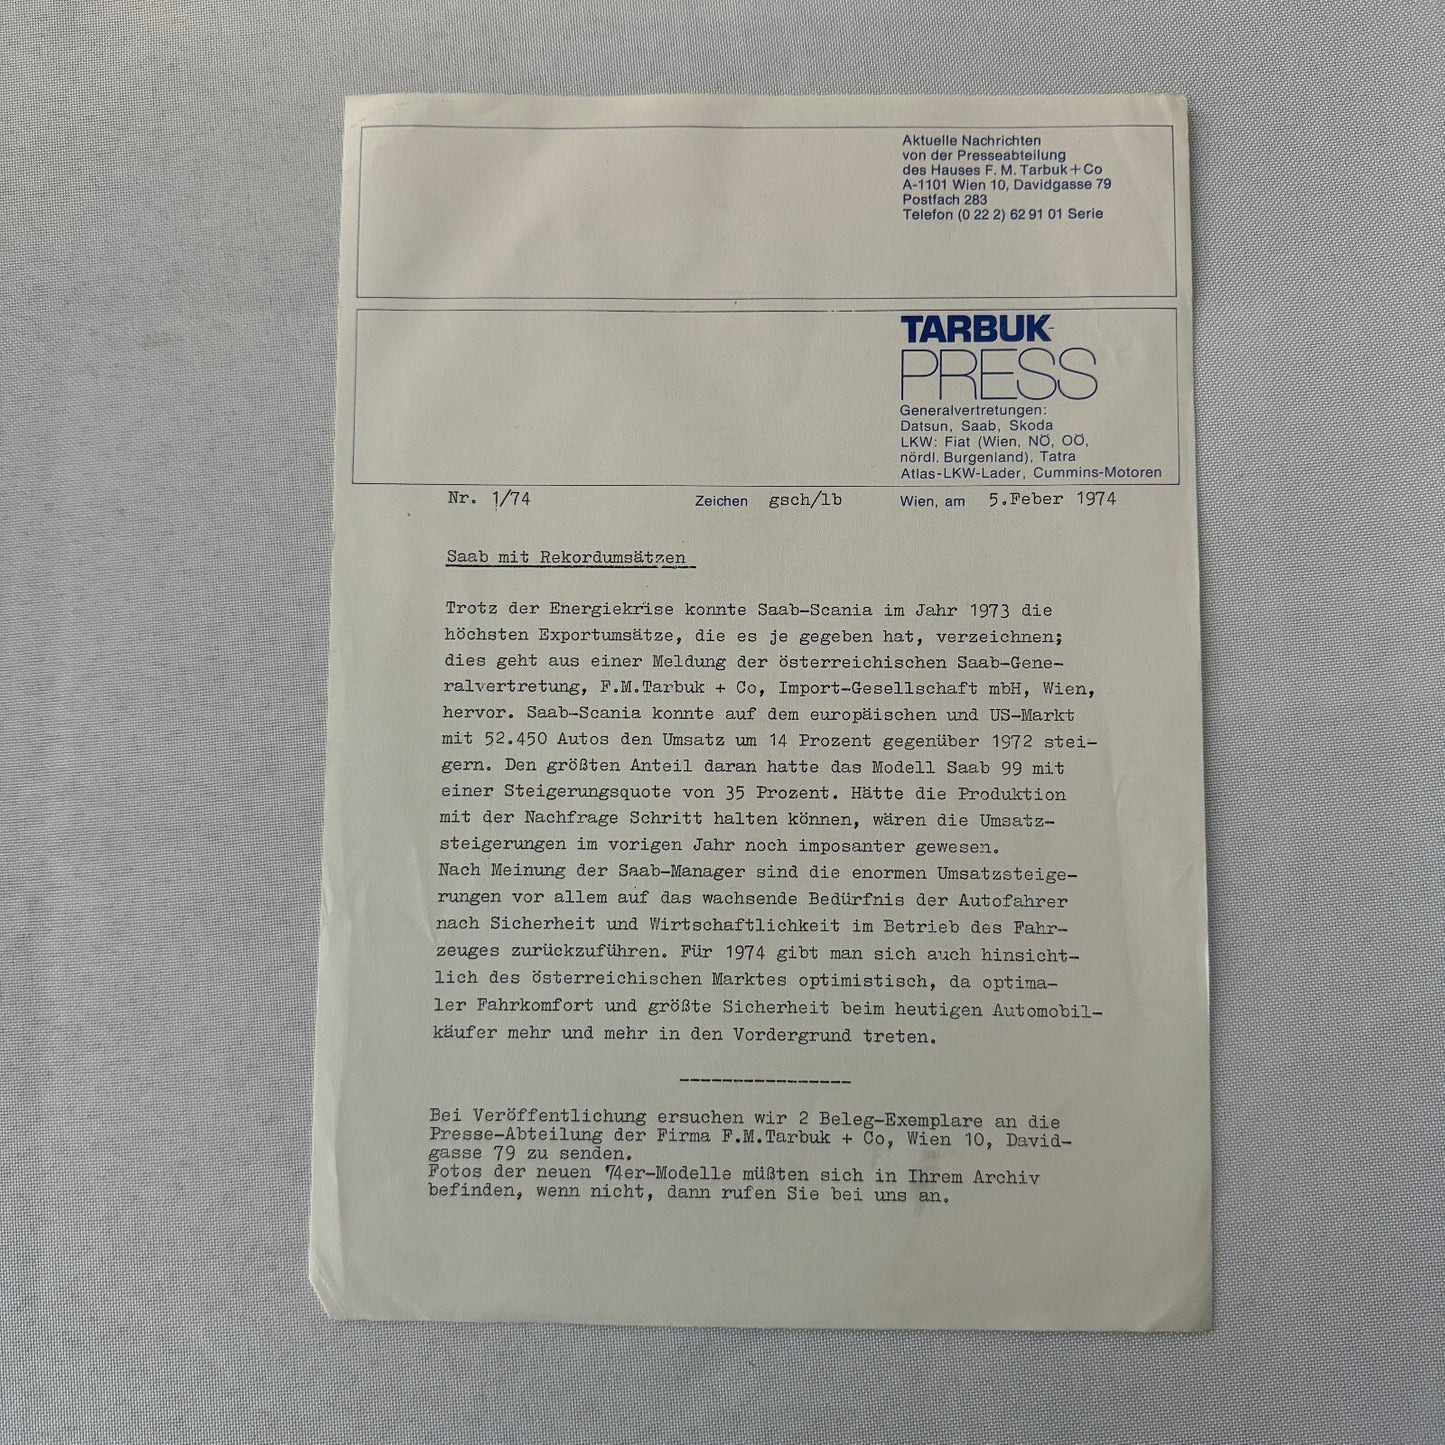 Aktuelle Nachrichten
von der Presseabteilung
des Hauses F. M. Tarbuk+Co
A-1101 Wien 10, Davidgasse 79
Postfach 283
Telefon (0 22 2) 62 91 01 Serie
TARBUK-
PRESS
Generalvertretungen:
Datsun, Saab, Skoda
LKW: Fiat (Wien, NÖ, OÖ,
nördl. Burgenland), Tatra
Atlas-LKW-Lader, Cummins-Motoren
Nr. 1/74 Zeichen gsch/lb Wien, am 5.Feber 1974
Saab mit Rekordumsätzen
Trotz der Energiekrise konnte Saab-Scania im Jahr 1973 die
höchsten Exportumsätze, die es je gegeben hat, verzeichnen;
dies geht aus einer Meldung der österreichischen Saab-Gene-
ralvertretung, F.M.Tarbuk + Co, Import-Gesellschaft mbH, Wien,
hervor. Saab-Scania konnte auf dem europäischen und US-Markt
mit 52.450 Autos den Umsatz um 14 Prozent gegenüber 1972 stei-
gern. Den größten Anteil daran hatte das Modell Saab 99 mit
einer Steigerungsquote von 35 Prozent. Hätte die Produktion
mit der Nachfrage Schritt halten können, wären die Umsatz-
steigerungen im vorigen Jahr noch imposanter gewesen.
Nach Meinung der Saab-Manager sind die enormen Umsatzsteige-
rungen vor allem auf das wachsende Bedürfnis der Autofahrer
nach Sicherheit und Wirtschaftlichkeit im Betrieb des Fahr-
zeuges zurückzuführen. Für 1974 gibt man sich auch hinsicht-
lich des österreichischen Marktes optimistisch, da optima-
ler Fahrkomfort und größte Sicherheit beim heutigen Automobil-
käufer mehr und mehr in den Vordergrund treten.
----------------
Bei Veröffentlichung ersuchen wir 2 Beleg-Exemplare an die
Presse-Abteilung der Firma F.M.Tarbuk + Co, Wien 10, David-
gasse 79 zu senden.
Fotos der neuen 74er-Modelle müßten sich in Ihrem Archiv
befinden, wenn nicht, dann rufen Sie bei uns an.